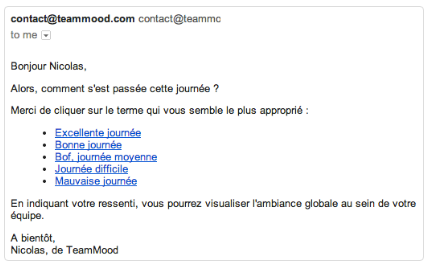 contact@teammood.com contact@teammc
to me
Bonjour Nicolas,
Alors, comment s'est passée cette journée ?
Merci de cliquer sur le terme qui vous semble le plus approprié :
• Excellente journée
• Bonne journée
• Bof, journée moyenne
• Journée difficile
• Mauvaise journée
En indiquant votre ressenti, vous pourrez visualiser l'ambiance globale au sein de votre
équipe.
A bientôt,
Nicolas, de TeamMood